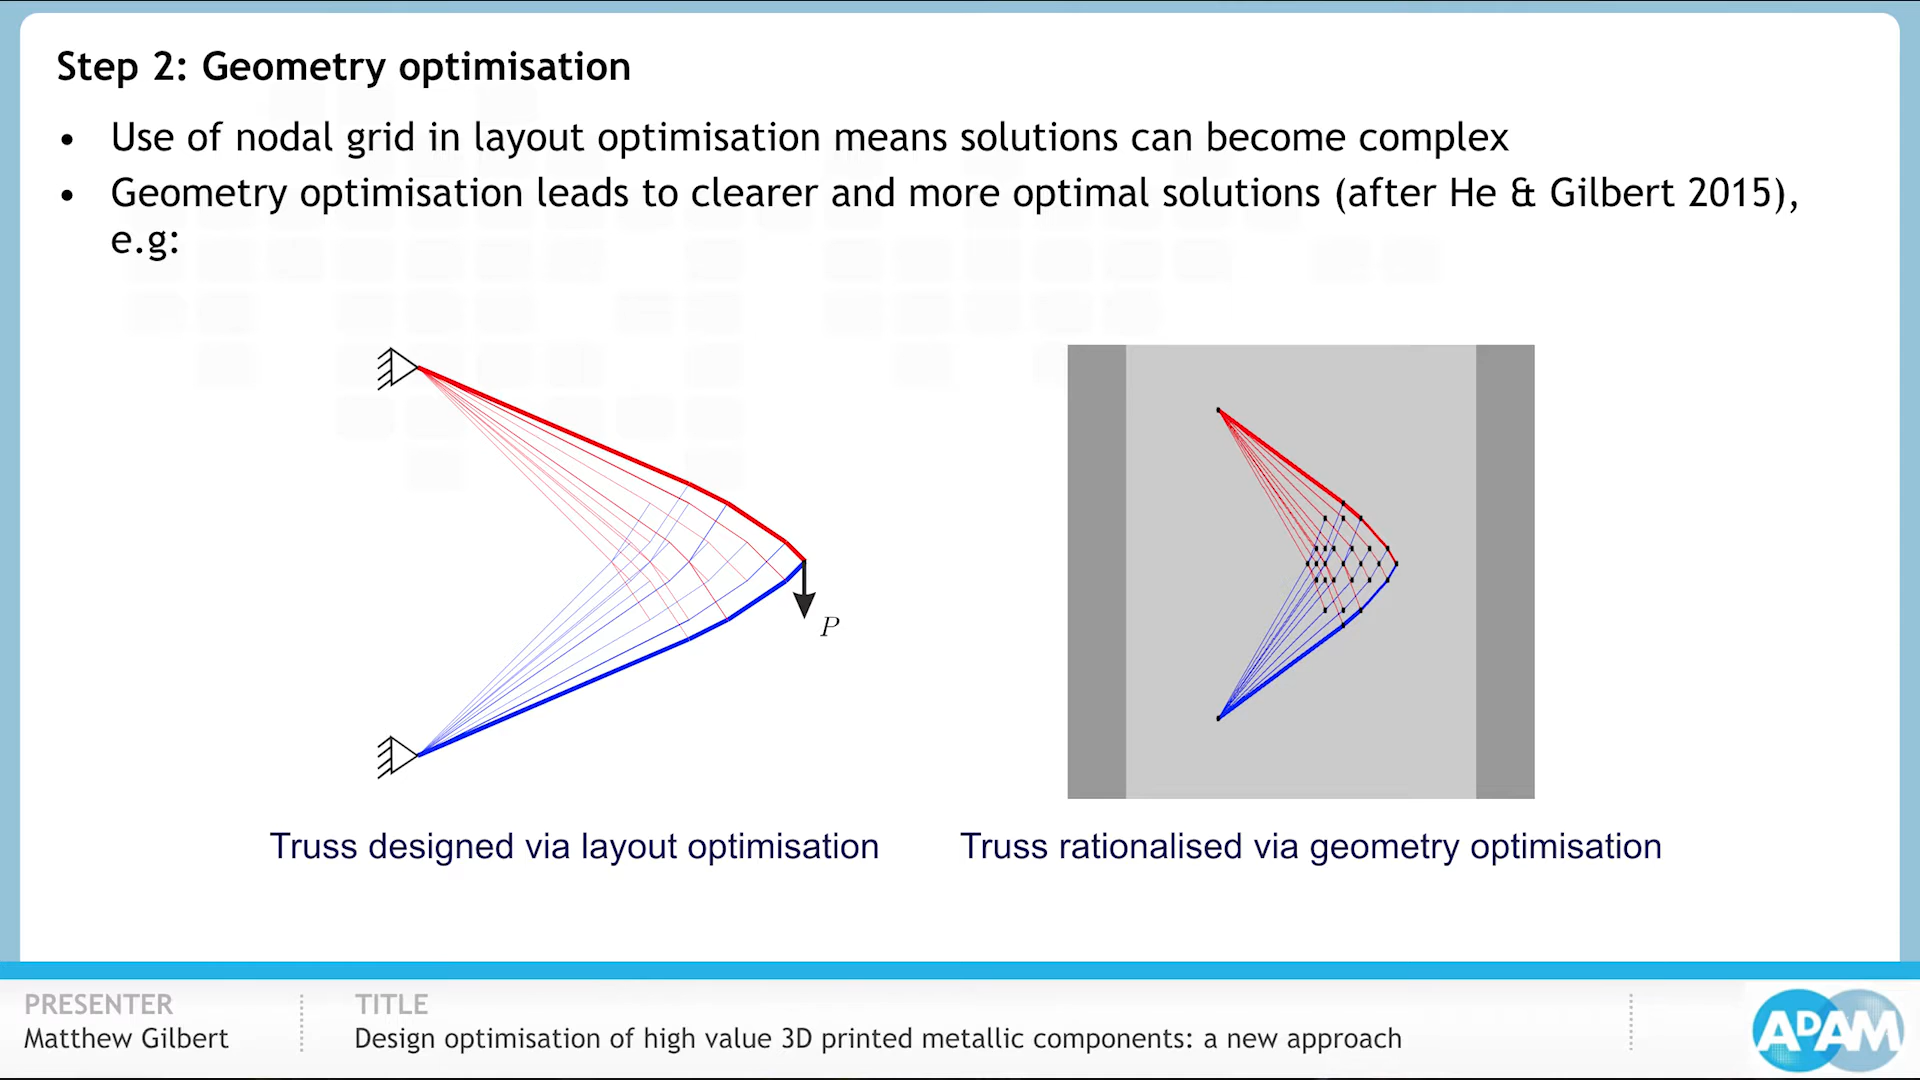 Step 2: Geometry optimisation
• Use of nodal grid in layout optimisation means solutions can become complex
• Geometry optimisation leads to clearer and more optimal solutions (after He & Gilbert 2015),
e.g:
P
Truss designed via layout optimisation
Truss rationalised via geometry optimisation
PRESENTER
Matthew Gilbert
TITLE
Design optimisation of high value 3D printed metallic components: a new approach
APAM